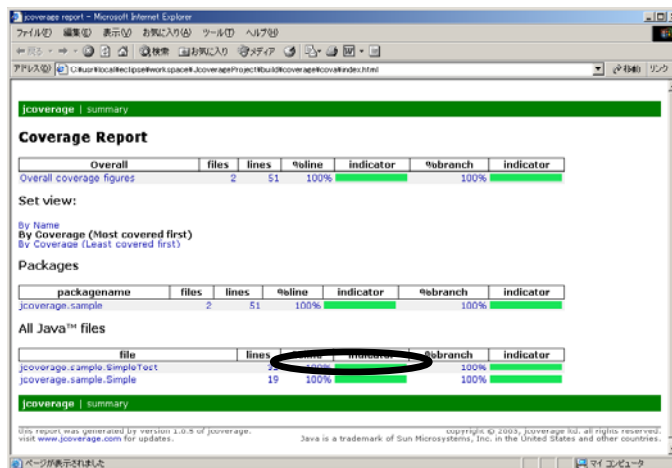 jcoverage report - Microsoft Internet Explorer
ファイル(F) 編集(E) 表示(V) お気に入り(A) ツール(T) ヘルプ(H)
戻る 検索 お気に入り メディア
アドレス(D) C:\usr\local\eclipse\workspace\JcoverageProject\build\coverage\cova\index.html 移動 リンク
jcoverage | summary
Coverage Report
Overall files lines %line indicator %branch indicator
Overall coverage figures 2 51 100% 100%
Set view:
By Name
By Coverage (Most covered first)
By Coverage (Least covered first)
Packages
packagename files lines %line indicator %branch indicator
jcoverage.sample 2 51 100% 100%
All Java™ files
file lines %line indicator %branch indicator
jcoverage.sample.SimpleTest 100% 100%
jcoverage.sample.Simple 19 100% 100%
jcoverage | summary
this report was generated by version 1.0.5 of jcoverage.
visit www.jcoverage.com for updates.
copyright © 2003, jcoverage ltd. all rights reserved.
Java is a trademark of Sun Microsystems, Inc. in the United States and other countries.
ページが表示されました マイ コンピュータ